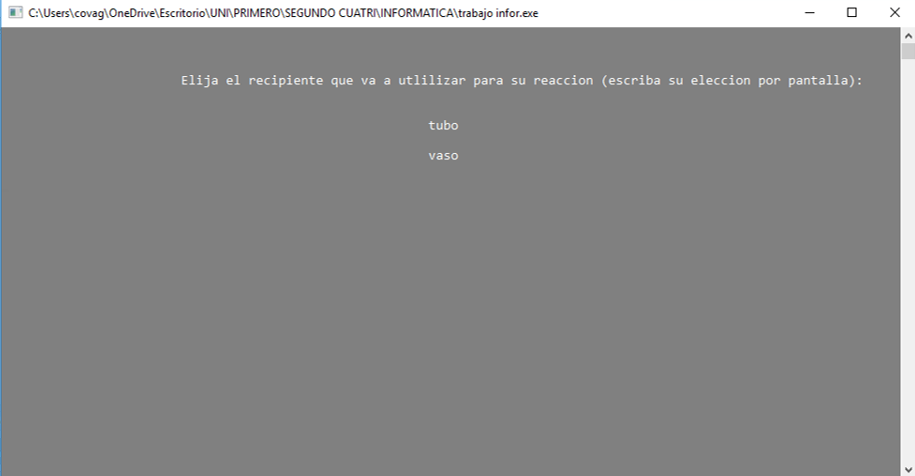 C:\Users\covag\OneDrive\Escritorio\UNI\PRIMERO\SEGUNDO CUATRI\INFORMATICA\trabajo infor.exe
Elija el recipiente que va a utlilizar para su reaccion (escriba su eleccion por pantalla):
tubo
vaso